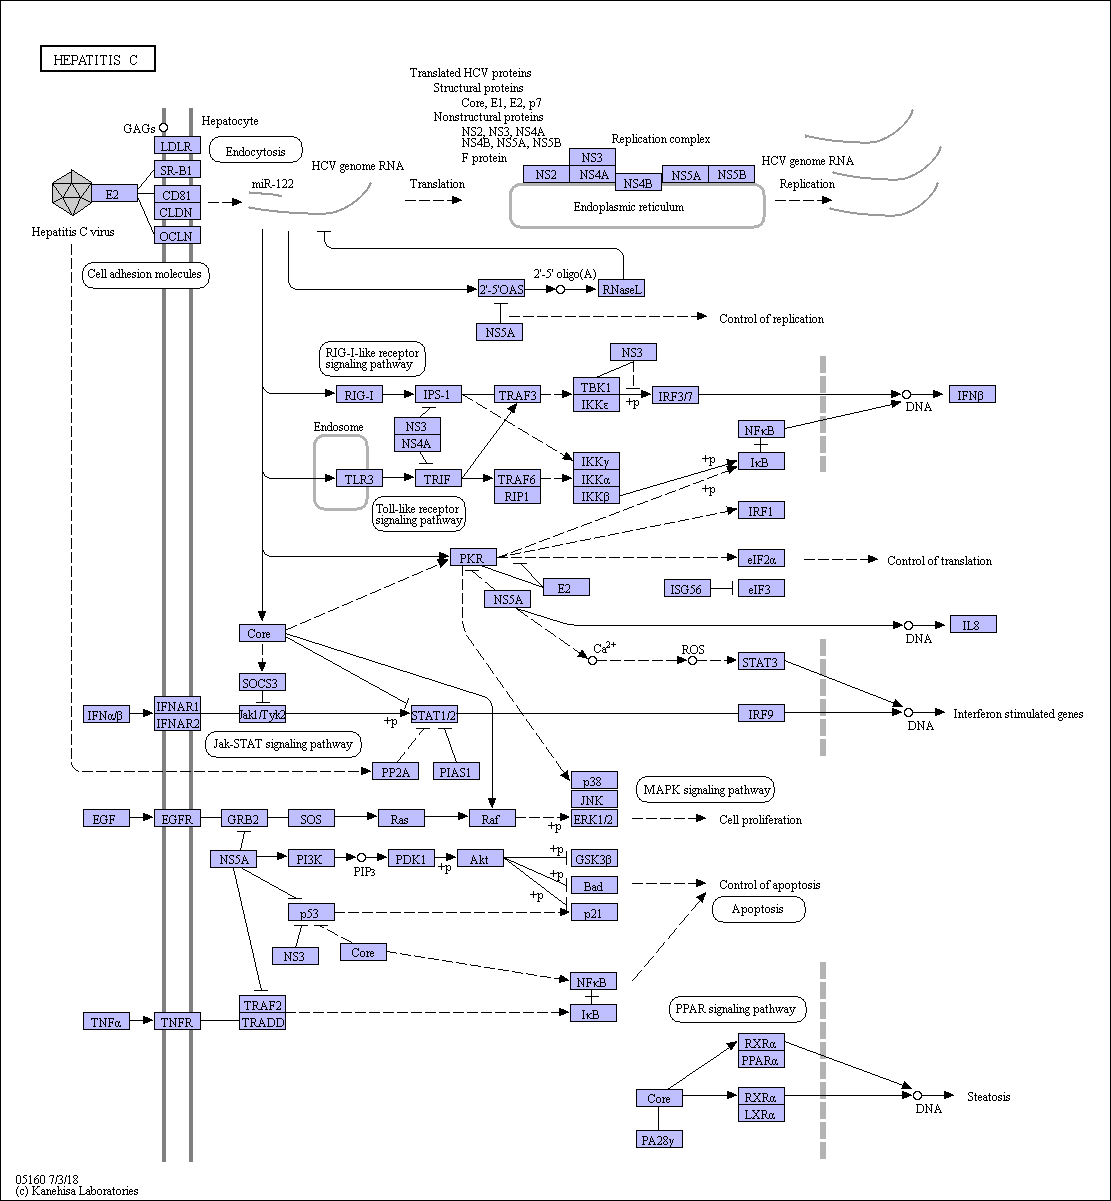 HEPATITIS C
Translated HCV proteins
Structural proteins
Core, E1, E2, p7
Nonstructural proteins
NS2, NS3, NS4A
NS4B, NS5A, NS5B
F protein
GAGs
Hepatocyte
LDLR
Endocytosis
SR-B1
E2
CD81
CLDN
OCLN
Hepatitis C virus
Cell adhesion molecules
miR-122
HCV genome RNA
Translation
Replication complex
NS3
NS2
NS4A
NS4B
NS5A
NS5B
Endoplasmic reticulum
HCV genome RNA
Replication
2'-5'OAS
2'-5' oligo(A)
RNaseL
NS5A
Control of replication
RIG-I-like receptor
signaling pathway
NS3
RIG-I
IPS-1
TRAF3
TBK1
IKKε
+p
IRF3/7
DNA
IFNβ
Endosome
NS3
NS4A
NFκB
IκB
+p
+p
TLR3
TRIF
TRAF6
RIP1
IKKγ
IKKα
IKKβ
Toll-like receptor
signaling pathway
IRF1
PKR
eIF2α
Control of translation
E2
NS5A
ISG56
eIF3
IL8
DNA
Core
Ca2+
ROS
STAT3
SOCS3
IFNα/β
IFNAR1
IFNAR2
Jak1/Tyk2
+p
STAT1/2
IRF9
DNA
Interferon stimulated genes
Jak-STAT signaling pathway
PP2A
PIAS1
p38
JNK
ERK1/2
MAPK signaling pathway
EGF
EGFR
GRB2
SOS
Ras
Raf
+p
Cell proliferation
NS5A
PI3K
PIP3
PDK1
+p
Akt
+p
GSK3β
+p
Bad
+p
p21
Control of apoptosis
Apoptosis
p53
NS3
Core
NFκB
IκB
TNFα
TNFR
TRAF2
TRADD
PPAR signaling pathway
RXRα
PPARα
Core
RXRα
LXRα
DNA
Steatosis
PA28γ
05160 7/3/18
(c) Kanehisa Laboratories